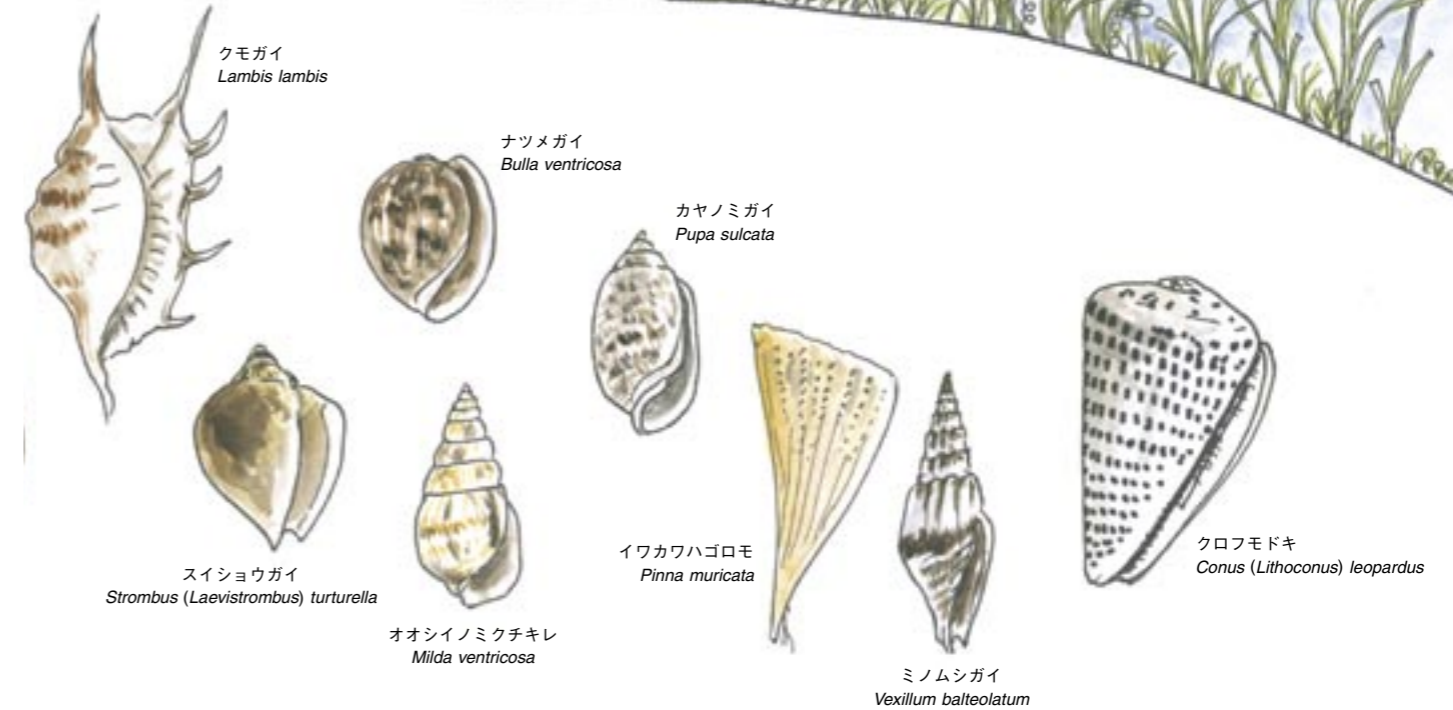 クモガイ
Lambis lambis
ナツメガイ
Bulla ventricosa
カヤノミガイ
Pupa sulcata
スイショウガイ
Strombus (Laevistrombus) turturella
オオシイノミクチキレ
Milda ventricosa
イワカワハゴロモ
Pinna muricata
ミノムシガイ
Vexillum balteolatum
クロフモドキ
Conus (Lithoconus) leopardus